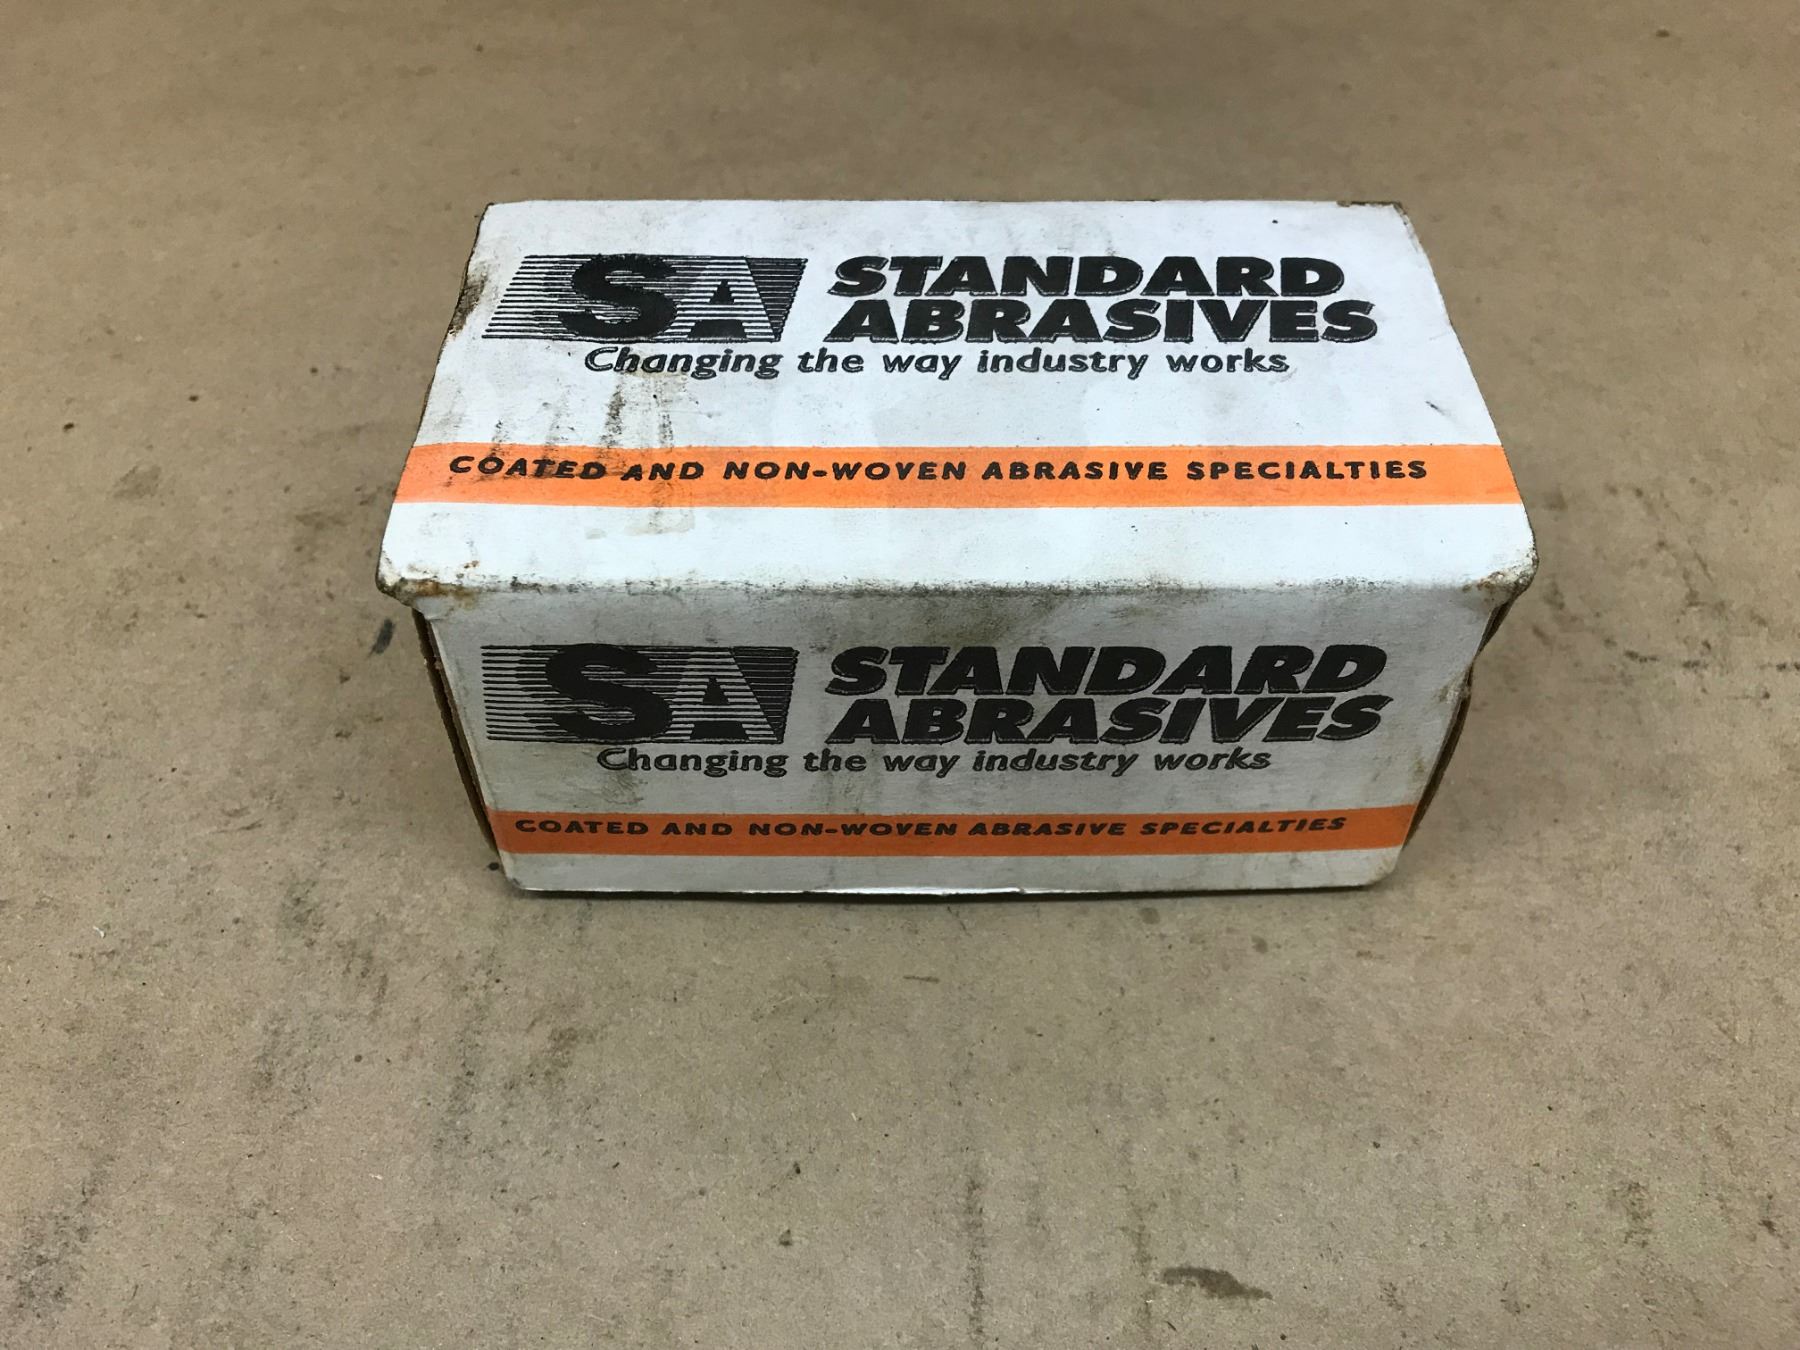 SA STANDARD
ABRASIVES
Changing the way industry works
COATED AND NON-WOVEN ABRASIVE SPECIALTIES
SA STANDARD
ABRASIVES
Changing the way industry works
COATED AND NON-WOVEN ABRASIVE SPECIALTIES